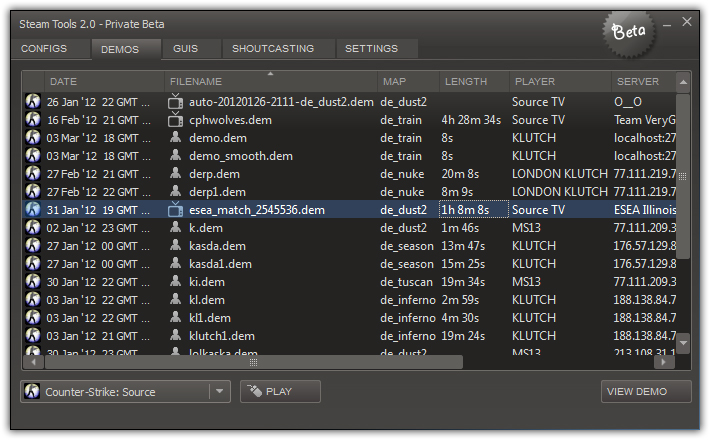 Steam Tools 2.0 - Private Beta
Beta
CONFIGS DEMOS GUIS SHOUTCASTING SETTINGS
DATE FILENAME MAP LENGTH PLAYER SERVER
26 Jan '12 22 GMT ... auto-20120126-2111-de_dust2.dem de_dust2 Source TV O__O
16 Feb '12 21 GMT ... cphwolves.dem de_train 4h 28m 34s Source TV Team VeryG
03 Mar '12 18 GMT ... demo.dem de_train 8s KLUTCH localhost:27
03 Mar '12 18 GMT ... demo_smooth.dem de_train 8s KLUTCH localhost:27
27 Feb '12 21 GMT ... derp.dem de_nuke 20m 8s LONDON KLUTCH 77.111.219.7
27 Feb '12 22 GMT ... derp1.dem de_nuke 8m 9s LONDON KLUTCH 77.111.219.7
31 Jan '12 19 GMT ... esea_match_2545536.dem de_dust2 1h 8m 8s Source TV ESEA Illinois
02 Jan '12 23 GMT ... k.dem de_dust2 1m 46s MS13 77.111.209.3
27 Jan '12 00 GMT ... kasda.dem de_season 13m 47s KLUTCH 176.57.129.8
27 Jan '12 00 GMT ... kasda1.dem de_season 15m 25s KLUTCH 176.57.128.6
30 Jan '12 22 GMT ... ki.dem de_tuscan 19m 34s MS13 77.111.209.3
03 Jan '12 22 GMT ... kl.dem de_inferno 2m 59s KLUTCH 188.138.84.7
03 Jan '12 22 GMT ... kl1.dem de_inferno 4m 30s KLUTCH 188.138.84.7
03 Jan '12 21 GMT ... klutch1.dem de_inferno 19m 24s KLUTCH 188.138.84.7
30 Jan '12 23 GMT ... lolkaska.dem de_dust2 MS13 213.108.31.1
Counter-Strike: Source PLAY VIEW DEMO